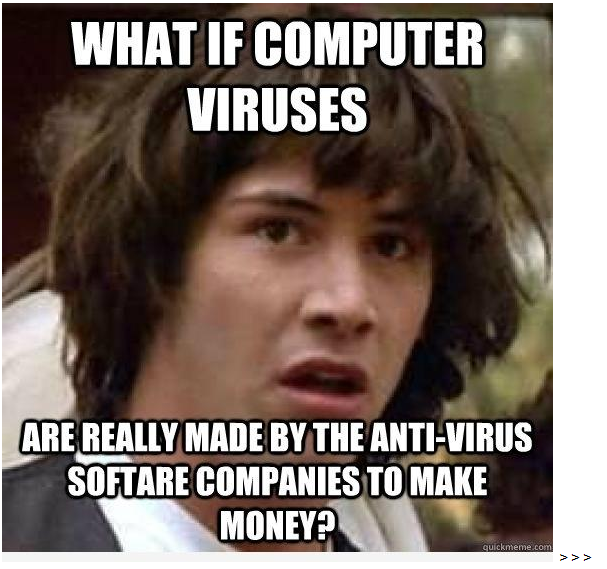 WHAT IF COMPUTER
VIRUSES
ARE REALLY MADE BY THE ANTI-VIRUS
SOFTARE COMPANIES TO MAKE
MONEY?
quickmeme.com
> > >